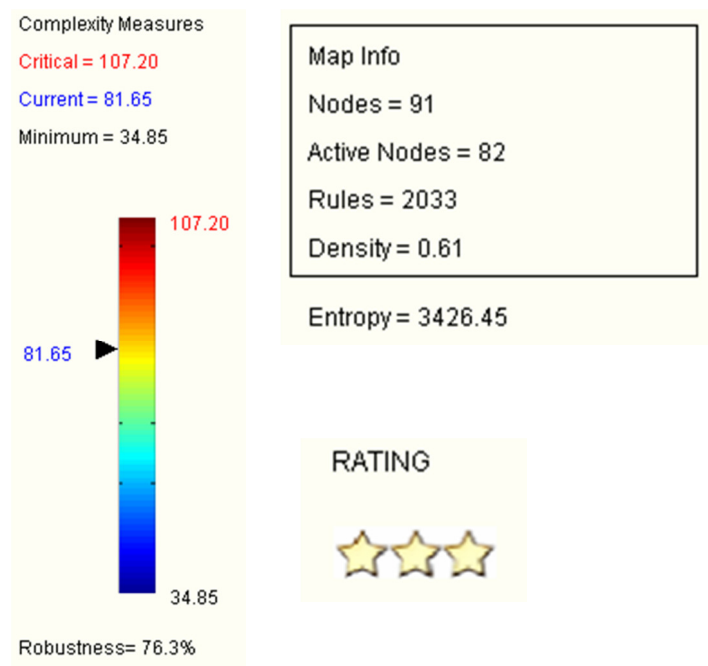 Complexity Measures
Critical = 107.20
Current = 81.65
Minimum = 34.85
107.20
81.65
34.85
Robustness= 76.3%
Map Info
Nodes = 91
Active Nodes = 82
Rules = 2033
Density = 0.61
Entropy = 3426.45
RATING